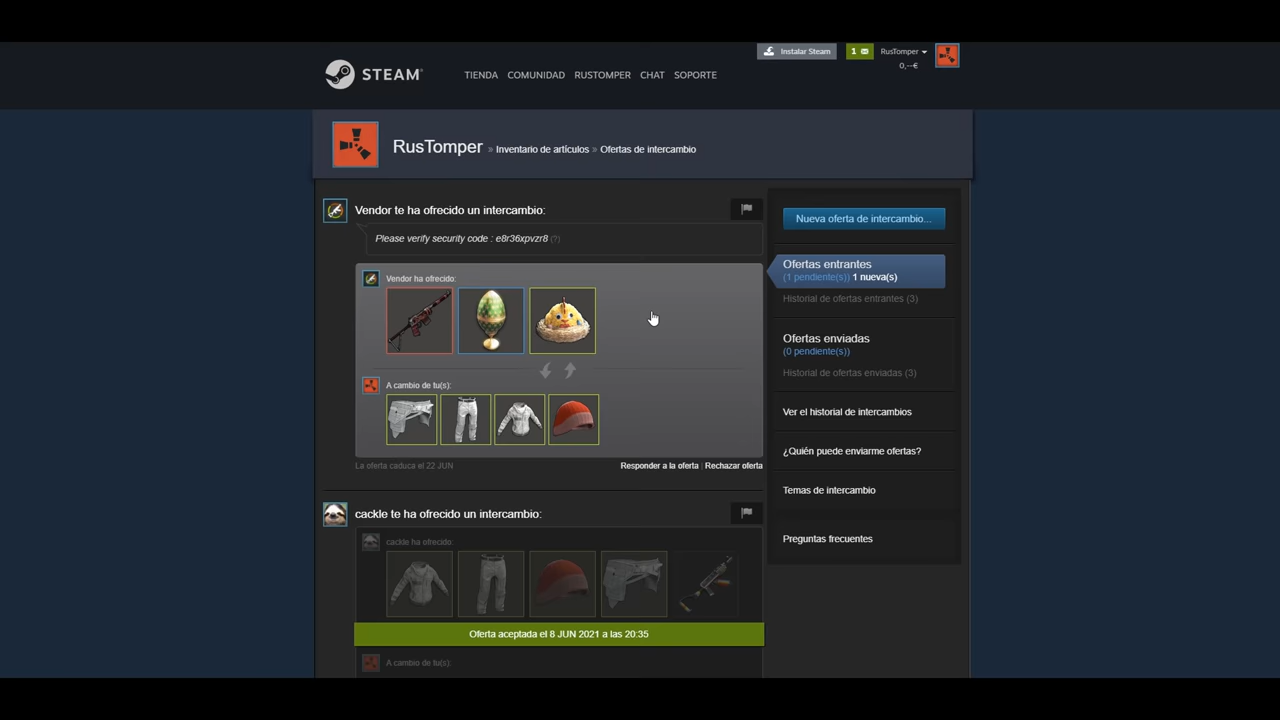 Instalar Steam
1
RusTomper
0,--€
STEAM®
TIENDA
COMUNIDAD
RUSTOMPER
CHAT
SOPORTE
RusTomper » Inventario de artículos » Ofertas de intercambio
Vendor te ha ofrecido un intercambio:
Please verify security code : e8r36xpvzr8 (?)
Vendor ha ofrecido:
A cambio de tu(s):
La oferta caduca el 22 JUN
Responder a la oferta | Rechazar oferta
cackle te ha ofrecido un intercambio:
cackle ha ofrecido:
Oferta aceptada el 8 JUN 2021 a las 20:35
A cambio de tu(s):
Nueva oferta de intercambio...
Ofertas entrantes
(1 pendiente(s)) 1 nueva(s)
Historial de ofertas entrantes (3)
Ofertas enviadas
(0 pendiente(s))
Historial de ofertas enviadas (3)
Ver el historial de intercambios
¿Quién puede enviarme ofertas?
Temas de intercambio
Preguntas frecuentes